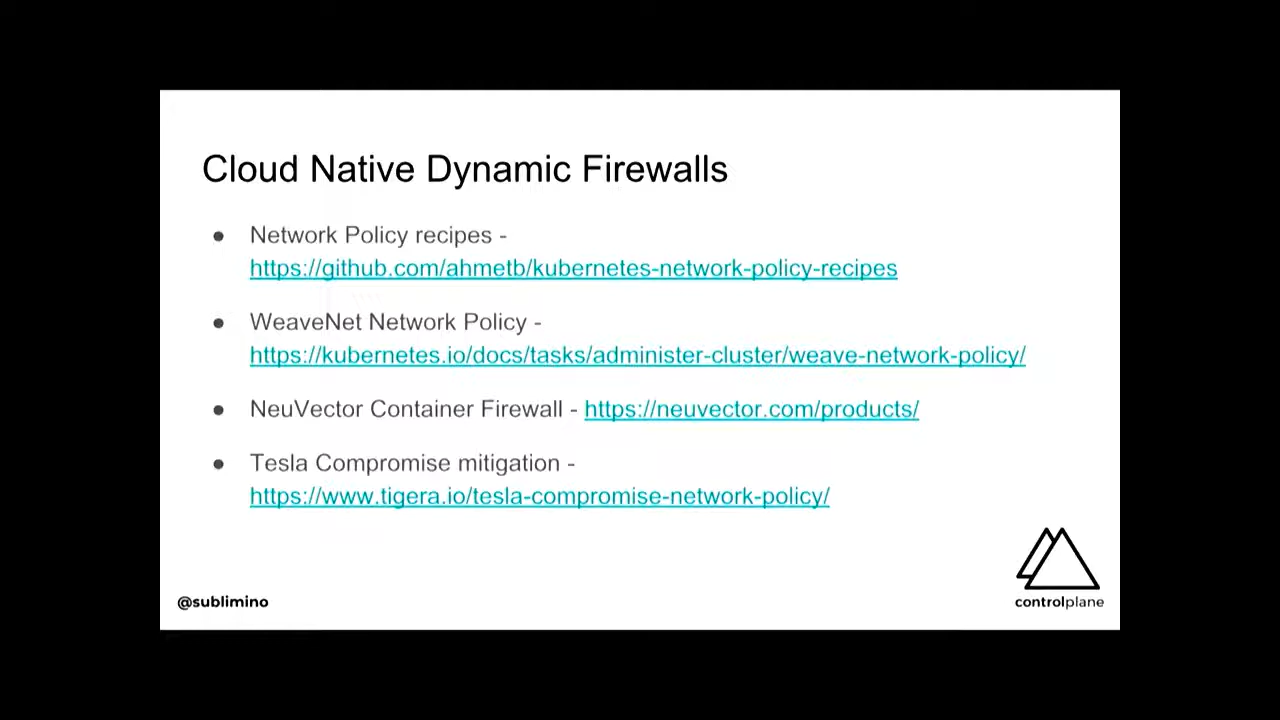 Cloud Native Dynamic Firewalls
● Network Policy recipes -
https://github.com/ahmetb/kubernetes-network-policy-recipes
● WeaveNet Network Policy -
https://kubernetes.io/docs/tasks/administer-cluster/weave-network-policy/
● NeuVector Container Firewall - https://neuvector.com/products/
● Tesla Compromise mitigation -
https://www.tigera.io/tesla-compromise-network-policy/
@sublimino
controlplane